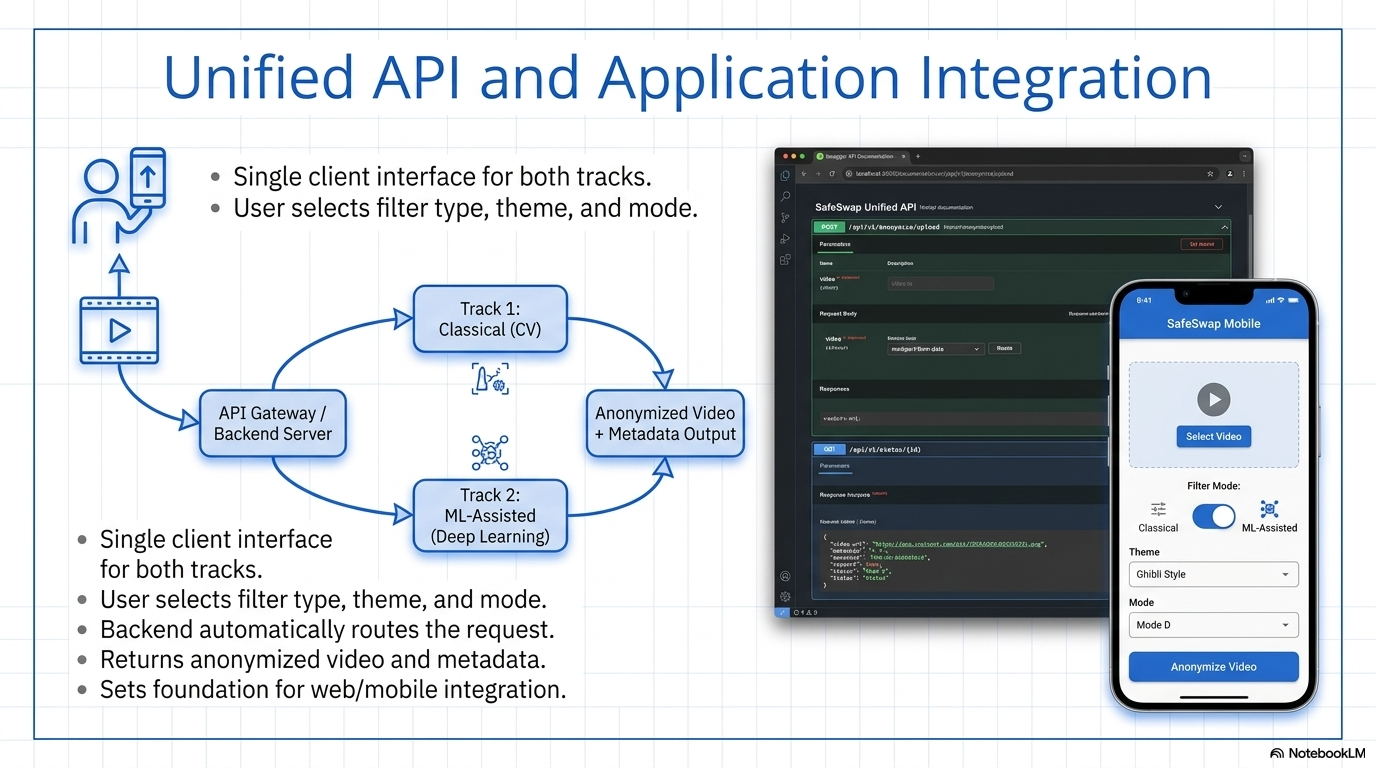 Unified API and Application Integration
• Single client interface for both tracks.
• User selects filter type, theme, and mode.
Track 1:
Classical (CV)
API Gateway /
Backend Server
Anonymized Video
+ Metadata Output
Track 2:
ML-Assisted
(Deep Learning)
• Single client interface
for both tracks.
• User selects filter type, theme, and mode.
• Backend automatically routes the request.
• Returns anonymized video and metadata.
• Sets foundation for web/mobile integration.
SafeSwap Unified API
POST
Parameters
Description
Video
Request Body
Video
Responses
Parameters
SafeSwap Mobile
Select Video
Filter Mode:
Classical
ML-Assisted
Theme
Ghibli Style
Mode
Mode D
Anonymize Video
NotebookLM